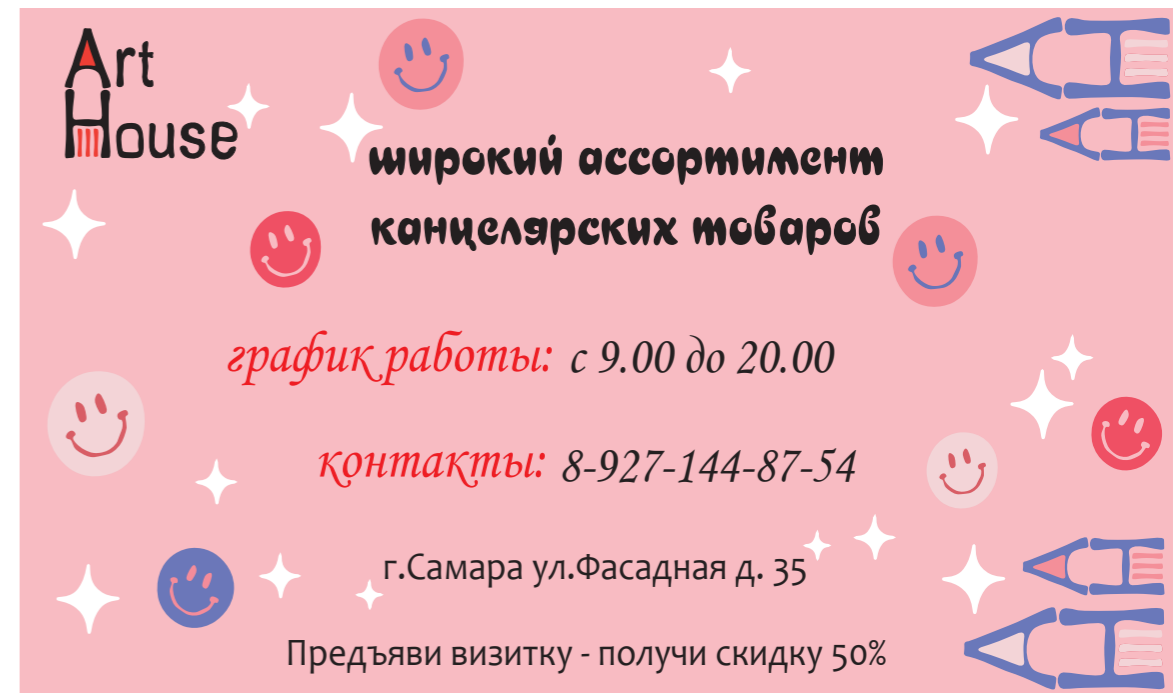 Art
House
широкий ассортимент
канцелярских товаров
график работы: с 9.00 до 20.00
контакты: 8-927-144-87-54
г.Самара ул.Фасадная д. 35
Предъяви визитку - получи скидку 50%